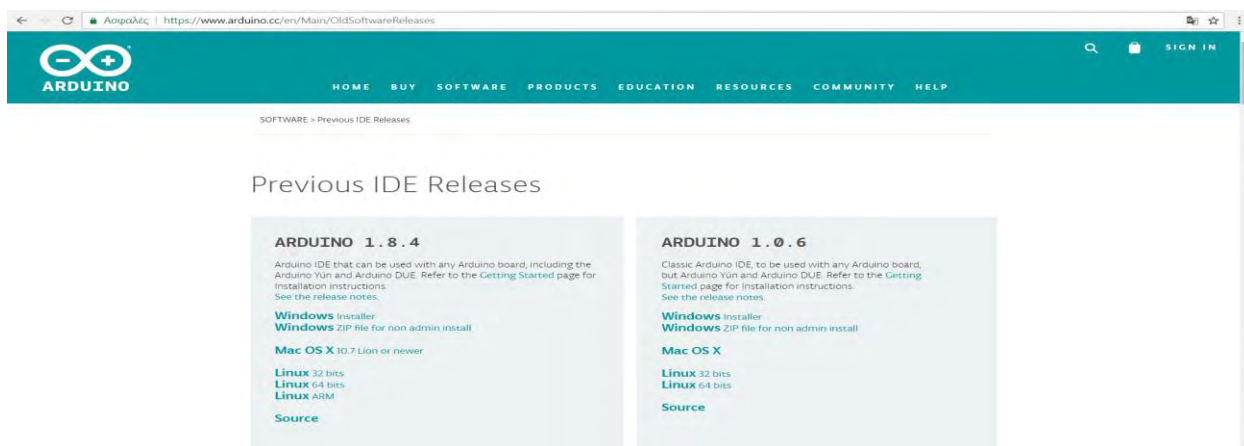 Ασφαλές | https://www.arduino.cc/en/Main/OldSoftwareReleases
SIGN IN
ARDUINO
HOME BUY SOFTWARE PRODUCTS EDUCATION RESOURCES COMMUNITY HELP
SOFTWARE > Previous IDE Releases
Previous IDE Releases
ARDUINO 1.8.4
Arduino IDE that can be used with any Arduino board, including the
Arduino Yún and Arduino DUE. Refer to the Getting Started page for
Installation instructions.
See the release notes.
Windows Installer
Windows ZIP file for non admin install
Mac OS X 10.7 Lion or newer
Linux 32 bits
Linux 64 bits
Linux ARM
Source
ARDUINO 1.0.6
Classic Arduino IDE, to be used with any Arduino board,
but Arduino Yún and Arduino DUE. Refer to the Getting
Started page for Installation instructions.
See the release notes.
Windows Installer
Windows ZIP file for non admin install
Mac OS X
Linux 32 bits
Linux 64 bits
Source